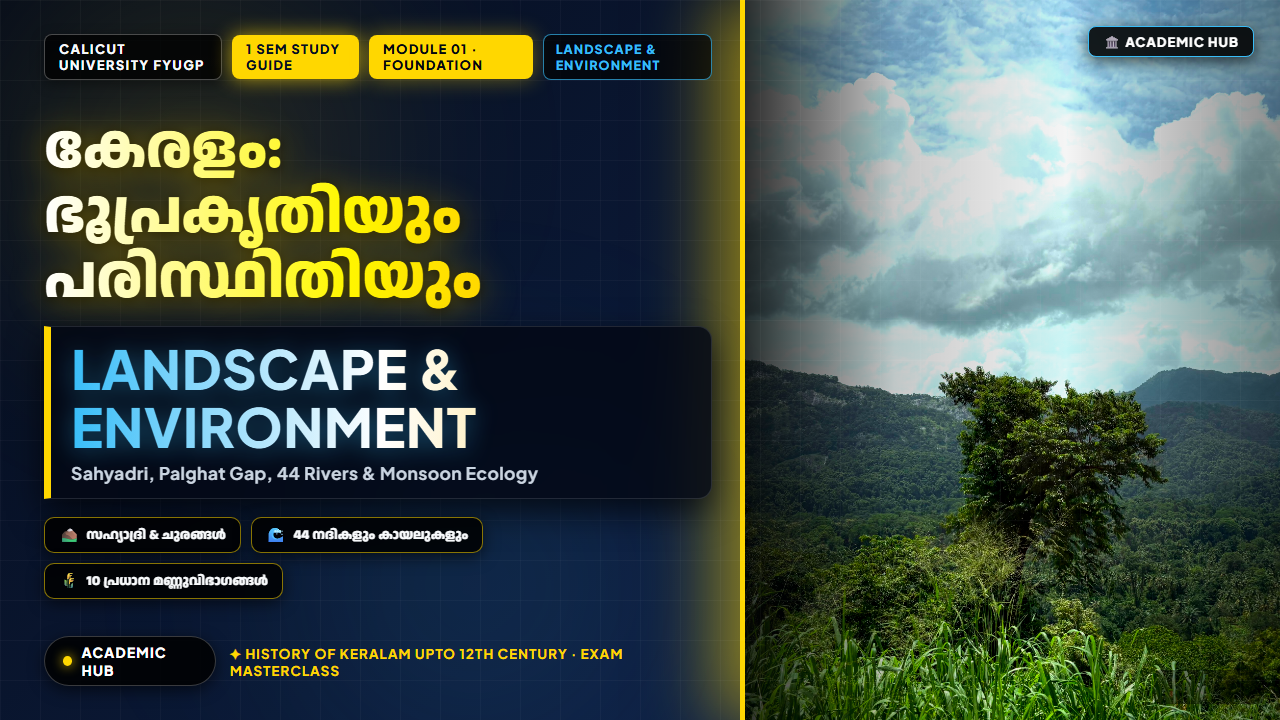 CALICUT
UNIVERSITY FYUGP
1 SEM STUDY
GUIDE
MODULE 01 ·
FOUNDATION
LANDSCAPE &
ENVIRONMENT
🏛️ ACADEMIC HUB
കേരളം:
ഭൂപ്രകൃതിയും
പരിസ്ഥിതിയും
LANDSCAPE &
ENVIRONMENT
Sahyadri, Palghat Gap, 44 Rivers & Monsoon Ecology
സഹ്യാദ്രി & ചുരങ്ങൾ
44 നദികളും കായലുകളും
10 പ്രധാന മണ്ണുവിഭാഗങ്ങൾ
ACADEMIC
HUB
✦ HISTORY OF KERALAM UPTO 12TH CENTURY · EXAM
MASTERCLASS